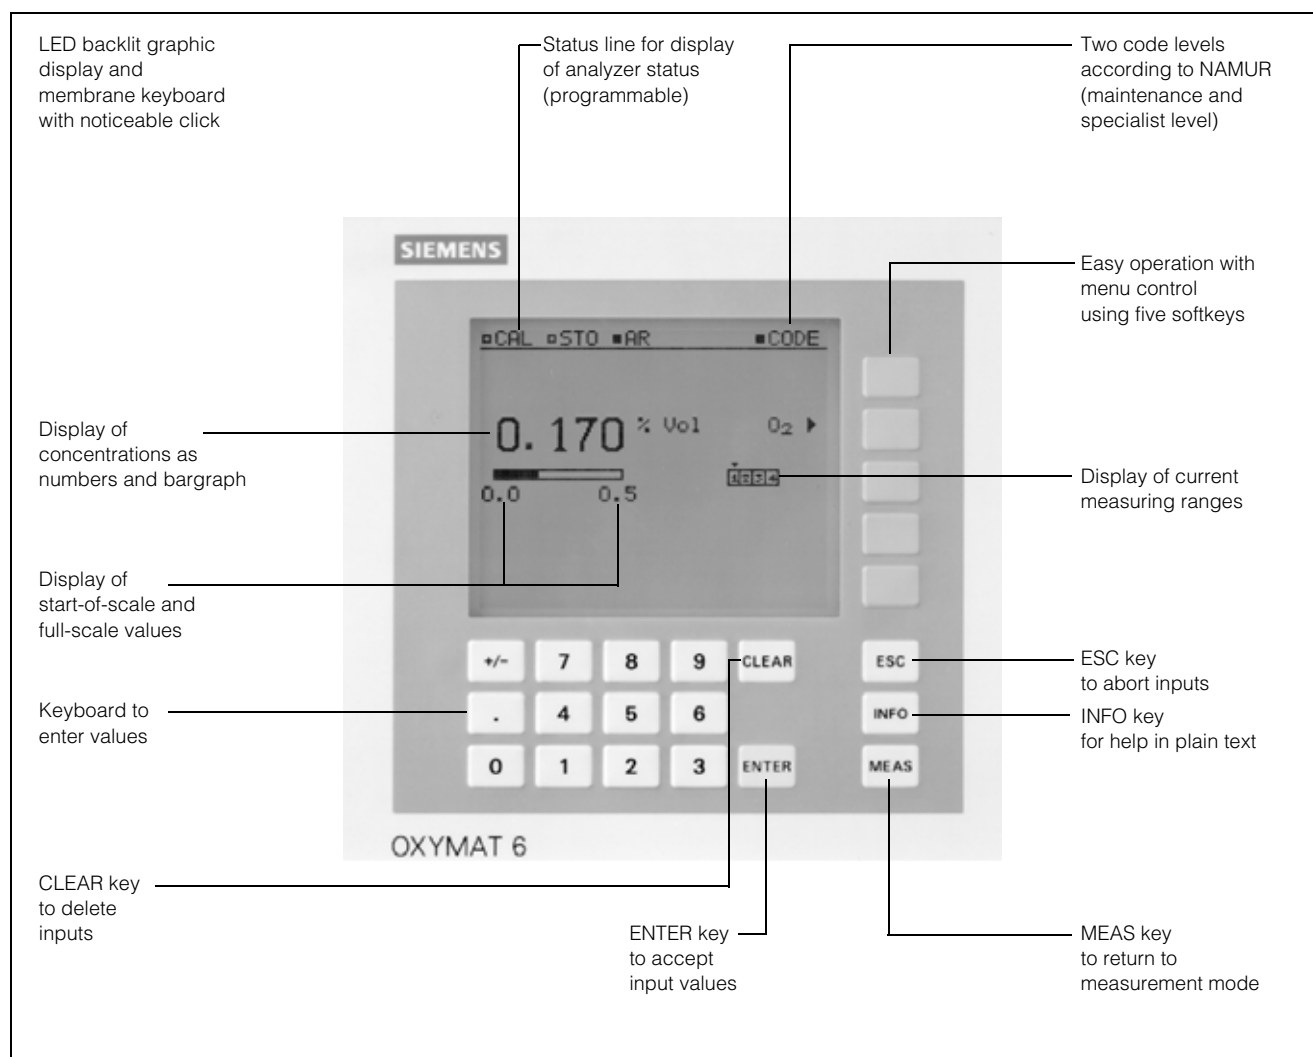 LED backlit graphic
display and
membrane keyboard
with noticeable click
Status line for display
of analyzer status
(programmable)
Two code levels
according to NAMUR
(maintenance and
specialist level)
SIEMENS
Easy operation with
menu control
using five softkeys
CAL STO AR CODE
Display of
concentrations as
numbers and bargraph
0.170 % Vol O2
1 2 3 4
0.0 0.5
Display of current
measuring ranges
Display of
start-of-scale and
full-scale values
+/- 7 8 9 CLEAR ESC
ESC key
to abort inputs
Keyboard to
enter values
. 4 5 6 INFO
INFO key
for help in plain text
0 1 2 3 ENTER MEAS
OXYMAT 6
CLEAR key
to delete
inputs
ENTER key
to accept
input values
MEAS key
to return to
measurement mode